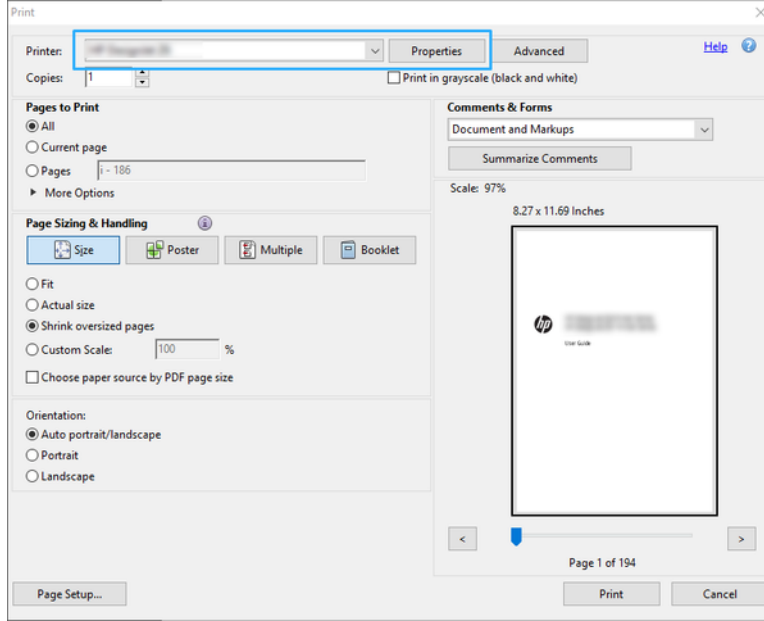 Print
Printer:
Properties
Advanced
Help
Copies: 1
Print in grayscale (black and white)
Pages to Print
All
Current page
Pages i - 186
More Options
Comments & Forms
Document and Markups
Summarize Comments
Scale: 97%
8.27 x 11.69 Inches
Page Sizing & Handling
Size
Poster
Multiple
Booklet
Fit
Actual size
Shrink oversized pages
Custom Scale: 100 %
Choose paper source by PDF page size
Orientation:
Auto portrait/landscape
Portrait
Landscape
hp
User Guide
<
>
Page 1 of 194
Page Setup...
Print
Cancel